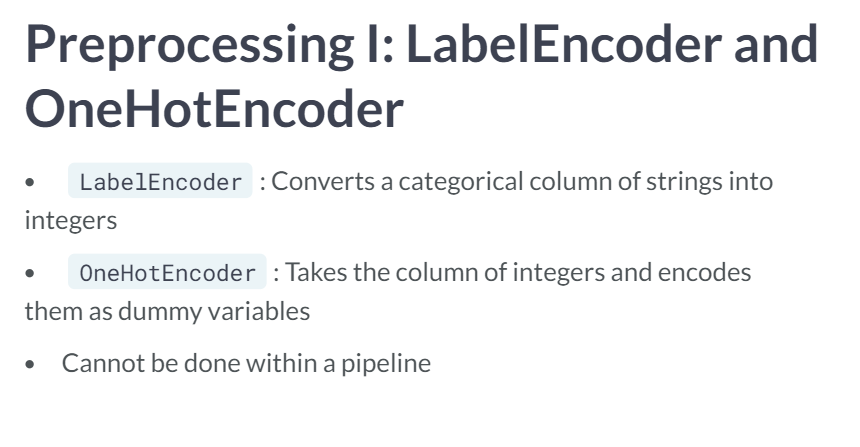 Preprocessing I: LabelEncoder and
OneHotEncoder
• LabelEncoder : Converts a categorical column of strings into
integers
• OneHotEncoder : Takes the column of integers and encodes
them as dummy variables
• Cannot be done within a pipeline